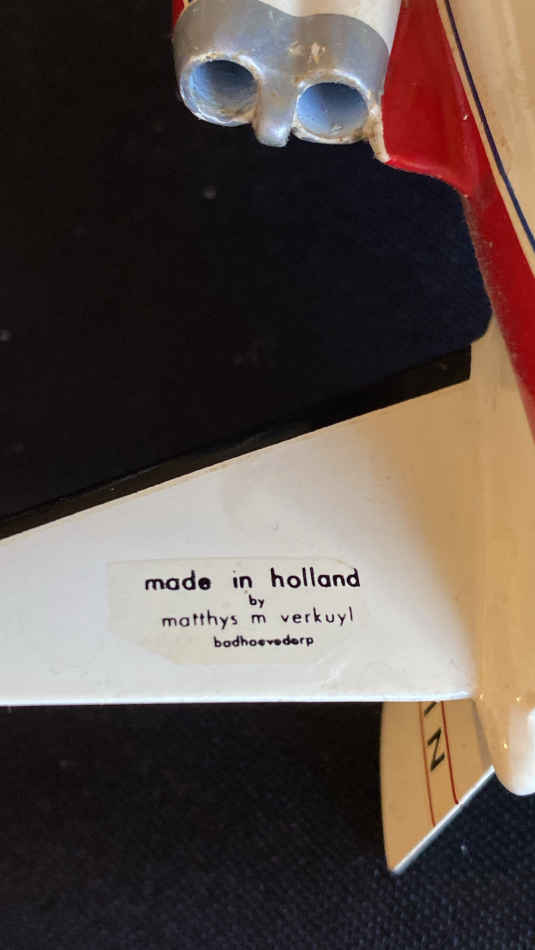 made in holland
by
matthys m verkuyl
badhoevedorp
N